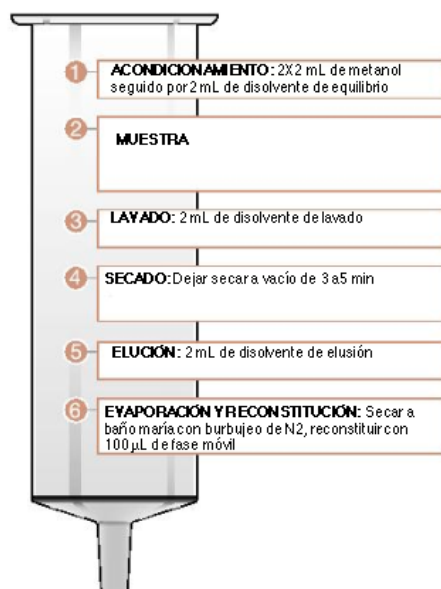 1 ACONDICIONAMIENTO: 2X2 mL de metanol
seguido por 2 mL de disolvente de equilibrio
2 MUESTRA
3 LAVADO: 2 mL de disolvente de lavado
4 SECADO: Dejar secar a vacío de 3 a 5 min
5 ELUCIÓN: 2 mL de disolvente de elusión
6 EVAPORACIÓN Y RECONSTITUCIÓN: Secar a
baño maría con burbujeo de N2, reconstituir con
100 µL de fase móvil